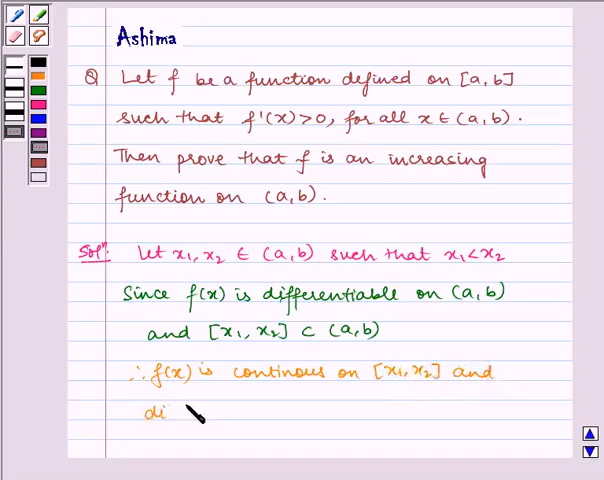 Ashima
Q Let f be a function defined on [a, b]
such that f'(x) > 0, for all x ∈ (a, b).
Then prove that f is an increasing
function on (a, b).
Solⁿ. Let x₁, x₂ ∈ (a, b) such that x₁ < x₂
Since f(x) is differentiable on (a, b)
and [x₁, x₂] ⊂ (a, b)
∴ f(x) is continous on [x₁, x₂] and
di